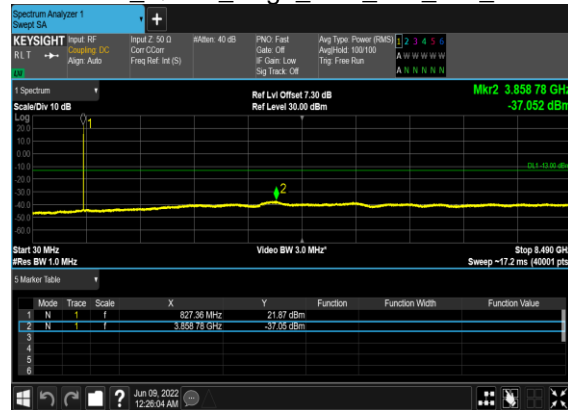 Spectrum Analyzer 1
Swept SA
+
KEYSIGHT Input: RF Input Z: 50 Ω #Atten: 40 dB PNO: Fast Avg Type: Power (RMS) 1 2 3 4 5 6
RLT Coupling: DC Corr CCorr Gate: Off Avg|Hold: 100/100 A W W W W W
Align: Auto Freq Ref: Int (S) IF Gain: Low Trig: Free Run
Sig Track: Off A N N N N N
1 Spectrum Ref Lvl Offset 7.30 dB Mkr2 3.858 78 GHz
Scale/Div 10 dB Ref Level 30.00 dBm -37.052 dBm
Log
20.0
10.0
0.00
-10.0
DL1 -13.00 dBm
-20.0
-30.0
-40.0
-50.0
-60.0
1
2
Start 30 MHz Video BW 3.0 MHz* Stop 8.490 GHz
#Res BW 1.0 MHz Sweep ~17.2 ms (40001 pts)
5 Marker Table
Mode Trace Scale X Y Function Function Width Function Value
1 N 1 f 827.36 MHz 21.87 dBm
2 N 1 f 3.858 78 GHz -37.05 dBm
3
4
5
6
? Jun 09, 2022
12:26:04 AM